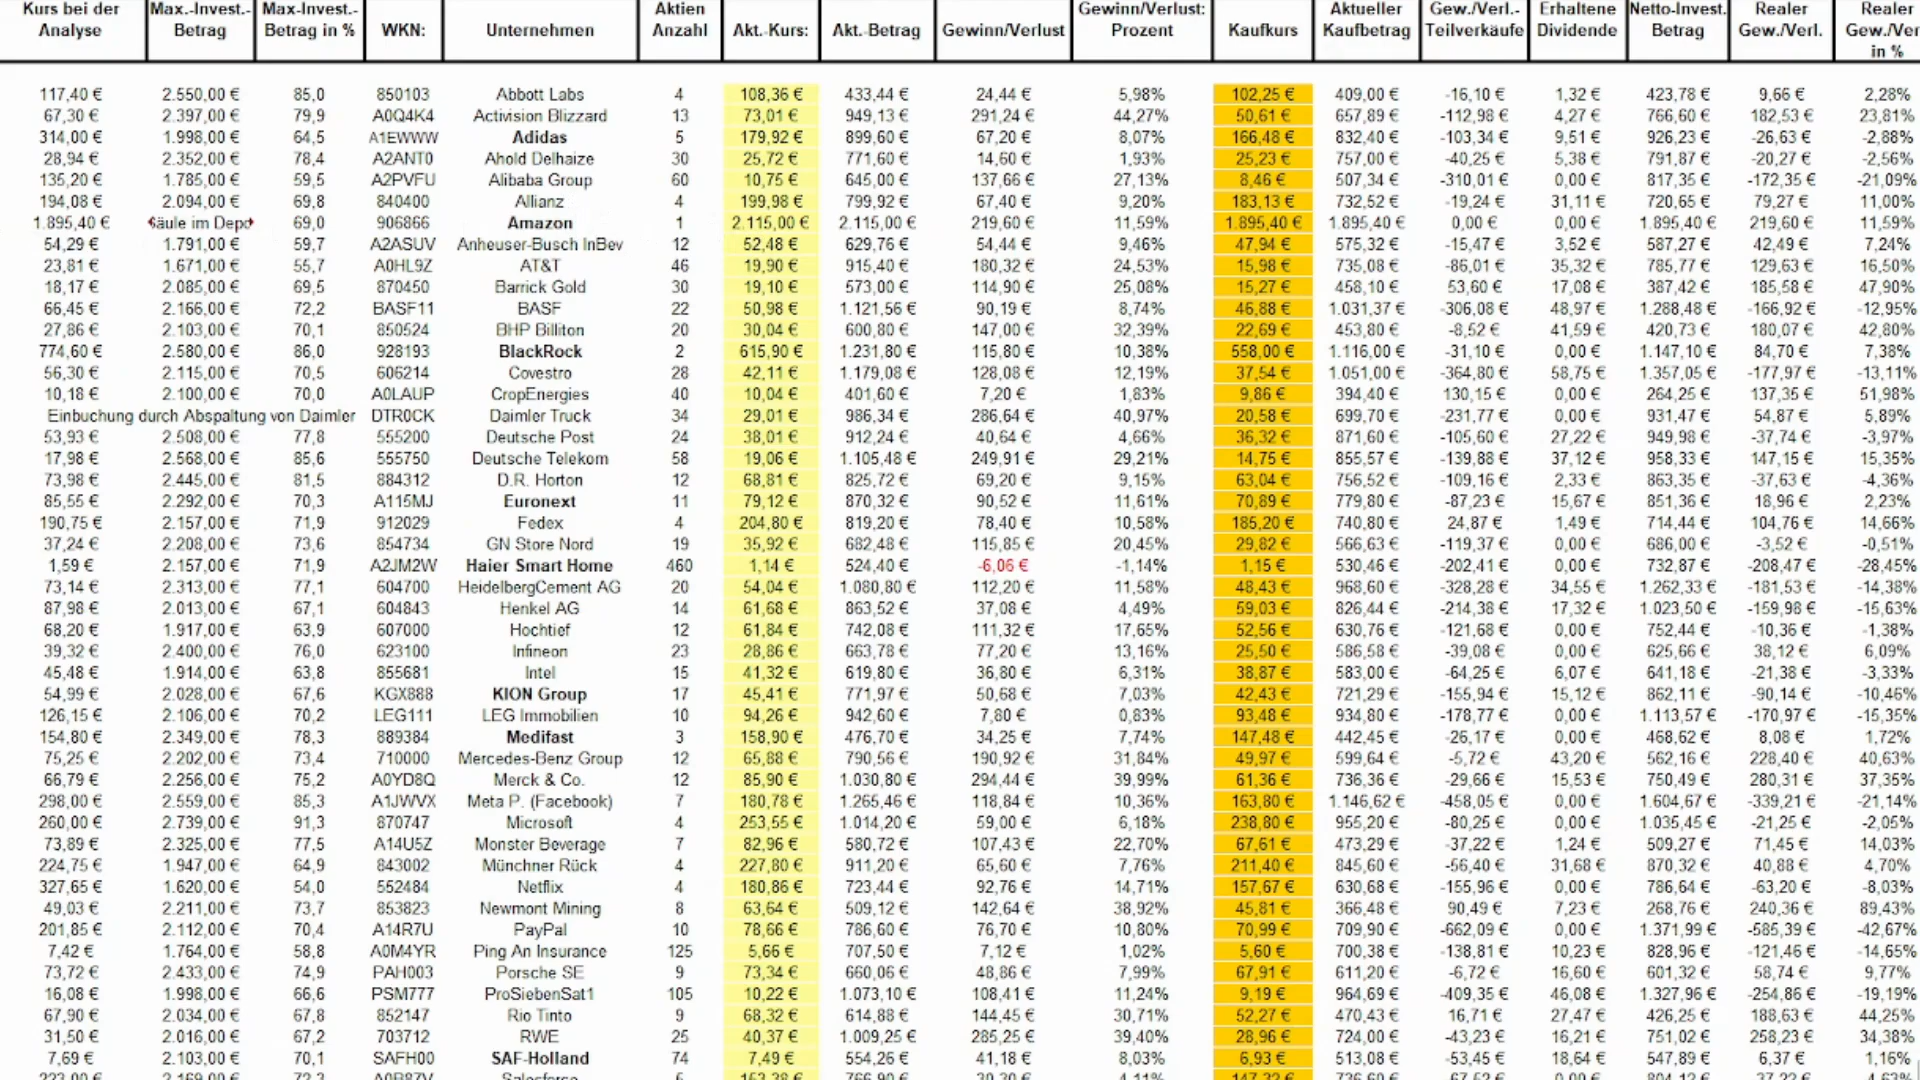 Kurs bei der Analyse Max.-Invest.-Betrag Max-Invest.-Betrag in % WKN: Unternehmen Aktien Anzahl Akt.-Kurs: Akt.-Betrag Gewinn/Verlust Gewinn/Verlust: Prozent Kaufkurs Aktueller Kaufbetrag Gew./Verl.-Teilverkäufe Erhaltene Dividende Netto-Invest. Betrag Realer Gew./Verl. Realer Gew./Ver in %
117,40 € 2.550,00 € 85,0 850103 Abbott Labs 4 108,36 € 433,44 € 24,44 € 5,98% 102,25 € 409,00 € -16,10 € 1,32 € 423,78 € 9,66 € 2,28%
67,30 € 2.397,00 € 79,9 A0Q4K4 Activision Blizzard 13 73,01 € 949,13 € 291,24 € 44,27% 50,61 € 657,89 € -112,98 € 4,27 € 766,60 € 182,53 € 23,81%
314,00 € 1.998,00 € 64,5 A1EWWW Adidas 5 179,92 € 899,60 € 67,20 € 8,07% 166,48 € 832,40 € -103,34 € 9,51 € 926,23 € -26,63 € -2,88%
28,94 € 2.352,00 € 78,4 A2ANT0 Ahold Delhaize 30 25,72 € 771,60 € 14,60 € 1,93% 25,23 € 757,00 € -40,25 € 5,38 € 791,87 € -20,27 € -2,56%
135,20 € 1.785,00 € 59,5 A2PVFU Alibaba Group 60 10,75 € 645,00 € 137,66 € 27,13% 8,46 € 507,34 € -310,01 € 0,00 € 817,35 € -172,35 € -21,09%
194,08 € 2.094,00 € 69,8 840400 Allianz 4 199,98 € 799,92 € 67,40 € 9,20% 183,13 € 732,52 € -19,24 € 31,11 € 720,65 € 79,27 € 11,00%
1.895,40 € äule im Depo 69,0 906866 Amazon 1 2.115,00 € 2.115,00 € 219,60 € 11,59% 1.895,40 € 1.895,40 € 0,00 € 0,00 € 1.895,40 € 219,60 € 11,59%
54,29 € 1.791,00 € 59,7 A2ASUV Anheuser-Busch InBev 12 52,48 € 629,76 € 54,44 € 9,46% 47,94 € 575,32 € -15,47 € 3,52 € 587,27 € 42,49 € 7,24%
23,81 € 1.671,00 € 55,7 A0HL9Z AT&T 46 19,90 € 915,40 € 180,32 € 24,53% 15,98 € 735,08 € -86,01 € 35,32 € 785,77 € 129,63 € 16,50%
18,17 € 2.085,00 € 69,5 870450 Barrick Gold 30 19,10 € 573,00 € 114,90 € 25,08% 15,27 € 458,10 € 53,60 € 17,08 € 387,42 € 185,58 € 47,90%
66,45 € 2.166,00 € 72,2 BASF11 BASF 22 50,98 € 1.121,56 € 90,19 € 8,74% 46,88 € 1.031,37 € -306,08 € 48,97 € 1.288,48 € -166,92 € -12,95%
27,86 € 2.103,00 € 70,1 850524 BHP Billiton 20 30,04 € 600,80 € 147,00 € 32,39% 22,69 € 453,80 € -8,52 € 41,59 € 420,73 € 180,07 € 42,80%
774,60 € 2.580,00 € 86,0 928193 BlackRock 2 615,90 € 1.231,80 € 115,80 € 10,38% 558,00 € 1.116,00 € -31,10 € 0,00 € 1.147,10 € 84,70 € 7,38%
56,30 € 2.115,00 € 70,5 606214 Covestro 28 42,11 € 1.179,08 € 128,08 € 12,19% 37,54 € 1.051,00 € -364,80 € 58,75 € 1.357,05 € -177,97 € -13,11%
10,18 € 2.100,00 € 70,0 A0LAUP CropEnergies 40 10,04 € 401,60 € 7,20 € 1,83% 9,86 € 394,40 € 130,15 € 0,00 € 264,25 € 137,35 € 51,98%
Einbuchung durch Abspaltung von Daimler DTR0CK Daimler Truck 34 29,01 € 986,34 € 286,64 € 40,97% 20,58 € 699,70 € -231,77 € 0,00 € 931,47 € 54,87 € 5,89%
53,93 € 2.508,00 € 77,8 555200 Deutsche Post 24 38,01 € 912,24 € 40,64 € 4,66% 36,32 € 871,60 € -105,60 € 27,22 € 949,98 € -37,74 € -3,97%
17,98 € 2.568,00 € 85,6 555750 Deutsche Telekom 58 19,06 € 1.105,48 € 249,91 € 29,21% 14,75 € 855,57 € -139,88 € 37,12 € 958,33 € 147,15 € 15,35%
73,98 € 2.445,00 € 81,5 884312 D.R. Horton 12 68,81 € 825,72 € 69,20 € 9,15% 63,04 € 756,52 € -109,16 € 2,33 € 863,35 € -37,63 € -4,36%
85,55 € 2.292,00 € 70,3 A115MJ Euronext 11 79,12 € 870,32 € 90,52 € 11,61% 70,89 € 779,80 € -87,23 € 15,67 € 851,36 € 18,96 € 2,23%
190,75 € 2.157,00 € 71,9 912029 Fedex 4 204,80 € 819,20 € 78,40 € 10,58% 185,20 € 740,80 € 24,87 € 1,49 € 714,44 € 104,76 € 14,66%
37,24 € 2.208,00 € 73,6 854734 GN Store Nord 19 35,92 € 682,48 € 115,85 € 20,45% 29,82 € 566,63 € -119,37 € 0,00 € 686,00 € -3,52 € -0,51%
1,59 € 2.157,00 € 71,9 A2JM2W Haier Smart Home 460 1,14 € 524,40 € -6,06 € -1,14% 1,15 € 530,46 € -202,41 € 0,00 € 732,87 € -208,47 € -28,45%
73,14 € 2.313,00 € 77,1 604700 HeidelbergCement AG 20 54,04 € 1.080,80 € 112,20 € 11,58% 48,43 € 968,60 € -328,28 € 34,55 € 1.262,33 € -181,53 € -14,38%
87,98 € 2.013,00 € 67,1 604843 Henkel AG 14 61,68 € 863,52 € 37,08 € 4,49% 59,03 € 826,44 € -214,38 € 17,32 € 1.023,50 € -159,98 € -15,63%
68,20 € 1.917,00 € 63,9 607000 Hochtief 12 61,84 € 742,08 € 111,32 € 17,65% 52,56 € 630,76 € -121,68 € 0,00 € 752,44 € -10,36 € -1,38%
39,32 € 2.400,00 € 76,0 623100 Infineon 23 28,86 € 663,78 € 77,20 € 13,16% 25,50 € 586,58 € -39,08 € 0,00 € 625,66 € 38,12 € 6,09%
45,48 € 1.914,00 € 63,8 855681 Intel 15 41,32 € 619,80 € 36,80 € 6,31% 38,87 € 583,00 € -64,25 € 6,07 € 641,18 € -21,38 € -3,33%
54,99 € 2.028,00 € 67,6 KGX888 KION Group 17 45,41 € 771,97 € 50,68 € 7,03% 42,43 € 721,29 € -155,94 € 15,12 € 862,11 € -90,14 € -10,46%
126,15 € 2.106,00 € 70,2 LEG111 LEG Immobilien 10 94,26 € 942,60 € 7,80 € 0,83% 93,48 € 934,80 € -178,77 € 0,00 € 1.113,57 € -170,97 € -15,35%
154,80 € 2.349,00 € 78,3 889384 Medifast 3 158,90 € 476,70 € 34,25 € 7,74% 147,48 € 442,45 € -26,17 € 0,00 € 468,62 € 8,08 € 1,72%
75,25 € 2.202,00 € 73,4 710000 Mercedes-Benz Group 12 65,88 € 790,56 € 190,92 € 31,84% 49,97 € 599,64 € -5,72 € 43,20 € 562,16 € 228,40 € 40,63%
66,79 € 2.256,00 € 75,2 A0YD8Q Merck & Co. 12 85,90 € 1.030,80 € 294,44 € 39,99% 61,36 € 736,36 € -29,66 € 15,53 € 750,49 € 280,31 € 37,35%
298,00 € 2.559,00 € 85,3 A1JWVX Meta P. (Facebook) 7 180,78 € 1.265,46 € 118,84 € 10,36% 163,80 € 1.146,62 € -458,05 € 0,00 € 1.604,67 € -339,21 € -21,14%
260,00 € 2.739,00 € 91,3 870747 Microsoft 4 253,55 € 1.014,20 € 59,00 € 6,18% 238,80 € 955,20 € -80,25 € 0,00 € 1.035,45 € -21,25 € -2,05%
73,89 € 2.325,00 € 77,5 A14U5Z Monster Beverage 7 82,96 € 580,72 € 107,43 € 22,70% 67,61 € 473,29 € -37,22 € 1,24 € 509,27 € 71,45 € 14,03%
224,75 € 1.947,00 € 64,9 843002 Münchner Rück 4 227,80 € 911,20 € 65,60 € 7,76% 211,40 € 845,60 € -56,40 € 31,68 € 870,32 € 40,88 € 4,70%
327,65 € 1.620,00 € 54,0 552484 Netflix 4 180,86 € 723,44 € 92,76 € 14,71% 157,67 € 630,68 € -155,96 € 0,00 € 786,64 € -63,20 € -8,03%
49,03 € 2.211,00 € 73,7 853823 Newmont Mining 8 63,64 € 509,12 € 142,64 € 38,92% 45,81 € 366,48 € 90,49 € 7,23 € 268,76 € 240,36 € 89,43%
201,85 € 2.112,00 € 70,4 A14R7U PayPal 10 78,66 € 786,60 € 76,70 € 10,80% 70,99 € 709,90 € -662,09 € 0,00 € 1.371,99 € -585,39 € -42,67%
7,42 € 1.764,00 € 58,8 A0M4YR Ping An Insurance 125 5,66 € 707,50 € 7,12 € 1,02% 5,60 € 700,38 € -138,81 € 10,23 € 828,96 € -121,46 € -14,65%
73,72 € 2.433,00 € 74,9 PAH003 Porsche SE 9 73,34 € 660,06 € 48,86 € 7,99% 67,91 € 611,20 € -6,72 € 16,60 € 601,32 € 58,74 € 9,77%
16,08 € 1.998,00 € 66,6 PSM777 ProSiebenSat1 105 10,22 € 1.073,10 € 108,41 € 11,24% 9,19 € 964,69 € -409,35 € 46,08 € 1.327,96 € -254,86 € -19,19%
67,90 € 2.034,00 € 67,8 852147 Rio Tinto 9 68,32 € 614,88 € 144,45 € 30,71% 52,27 € 470,43 € 16,71 € 27,47 € 426,25 € 188,63 € 44,25%
31,50 € 2.016,00 € 67,2 703712 RWE 25 40,37 € 1.009,25 € 285,25 € 39,40% 28,96 € 724,00 € -43,23 € 16,21 € 751,02 € 258,23 € 34,38%
7,69 € 2.103,00 € 70,1 SAFH00 SAF-Holland 74 7,49 € 554,26 € 41,18 € 8,03% 6,93 € 513,08 € -53,45 € 18,64 € 547,89 € 6,37 € 1,16%